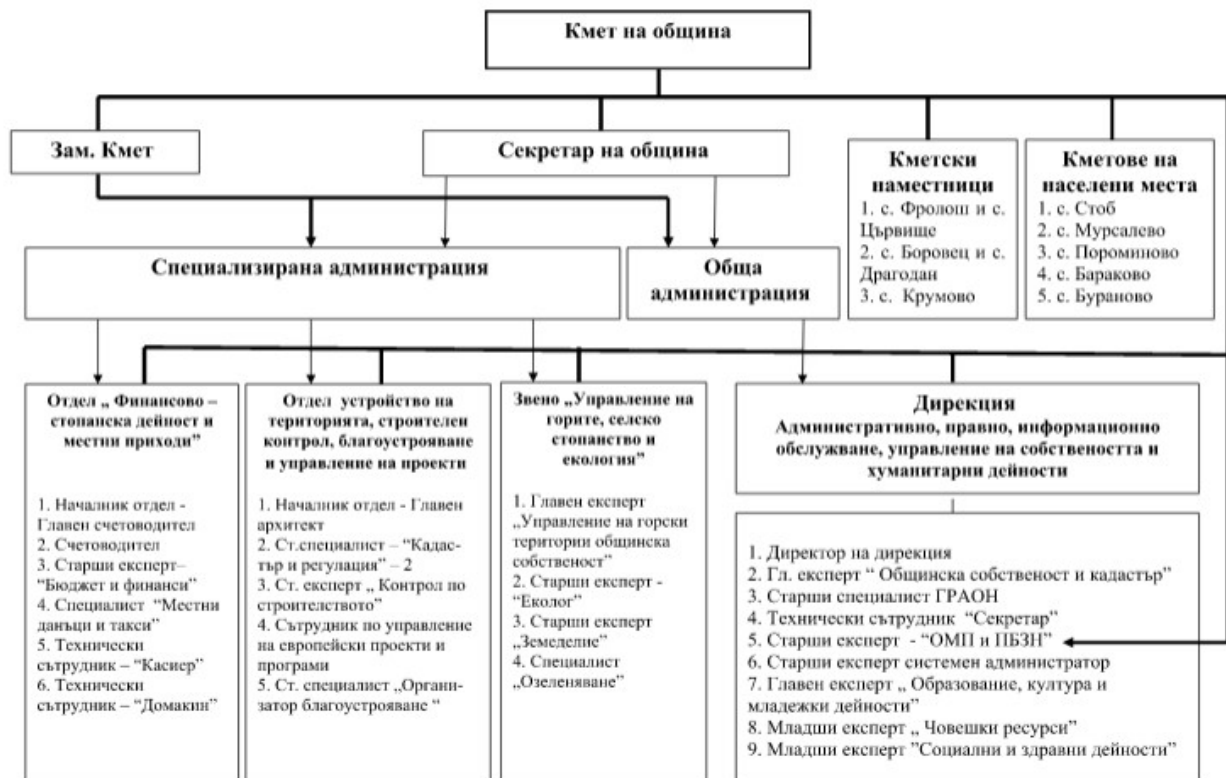 Кмет на община
Зам. Кмет
Секретар на община
Кметски
наместници
1. с. Фролош и с.
Цървище
2. с. Боровец и с.
Драгодан
3. с. Крумово
Кметове на
населени места
1. с. Стоб
2. с. Мурсалево
3. с. Пороминово
4. с. Бараково
5. с. Бураново
Специализирана администрация
Обща
администрация
Отдел „ Финансово –
стопанска дейност и
местни приходи”
1. Началник отдел -
Главен счетоводител
2. Счетоводител
3. Старши експерт–
“Бюджет и финанси”
4. Специалист “Местни
данъци и такси”
5. Технически
сътрудник – “Касиер”
6. Технически
сътрудник – “Домакин”
Отдел устройство на
територията, строителен
контрол, благоустрояване
и управление на проекти
1. Началник отдел - Главен
архитект
2. Ст.специалист – “Кадас-
тър и регулация” – 2
3. Ст. експерт „ Контрол по
строителството”
4. Сътрудник по управление
на европейски проекти и
програми
5. Ст. специалист „Органи-
затор благоустрояване “
Звено „Управление на
горите, селско
стопанство и
екология”
1. Главен експерт
„Управление на горски
територии общинска
собственост”
2. Старши експерт -
“Еколог”
3. Старши експерт
„Земеделие”
4. Специалист
„Озеленяване”
Дирекция
Административно, правно, информационно
обслужване, управление на собствеността и
хуманитарни дейности
1. Директор на дирекция
2. Гл. експерт “ Общинска собственост и кадастър”
3. Старши специалист ГРАОН
4. Технически сътрудник “Секретар”
5. Старши експерт - “ОМП и ПБЗН”
6. Старши експерт системен администратор
7. Главен експерт „ Образование, култура и
младежки дейности”
8. Младши експерт „ Човешки ресурси”
9. Младши експерт ”Социални и здравни дейности”